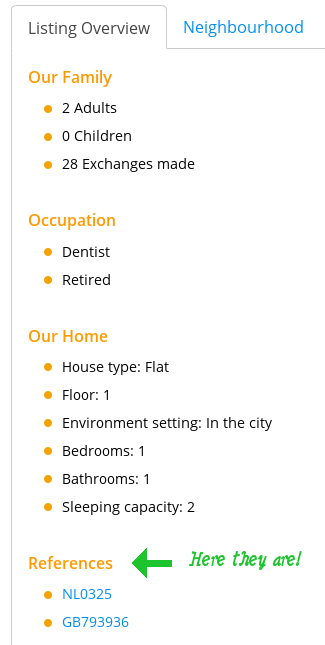 Listing Overview
Neighbourhood
Our Family
2 Adults
0 Children
28 Exchanges made
Occupation
Dentist
Retired
Our Home
House type: Flat
Floor: 1
Environment setting: In the city
Bedrooms: 1
Bathrooms: 1
Sleeping capacity: 2
References
Here they are!
NL0325
GB793936